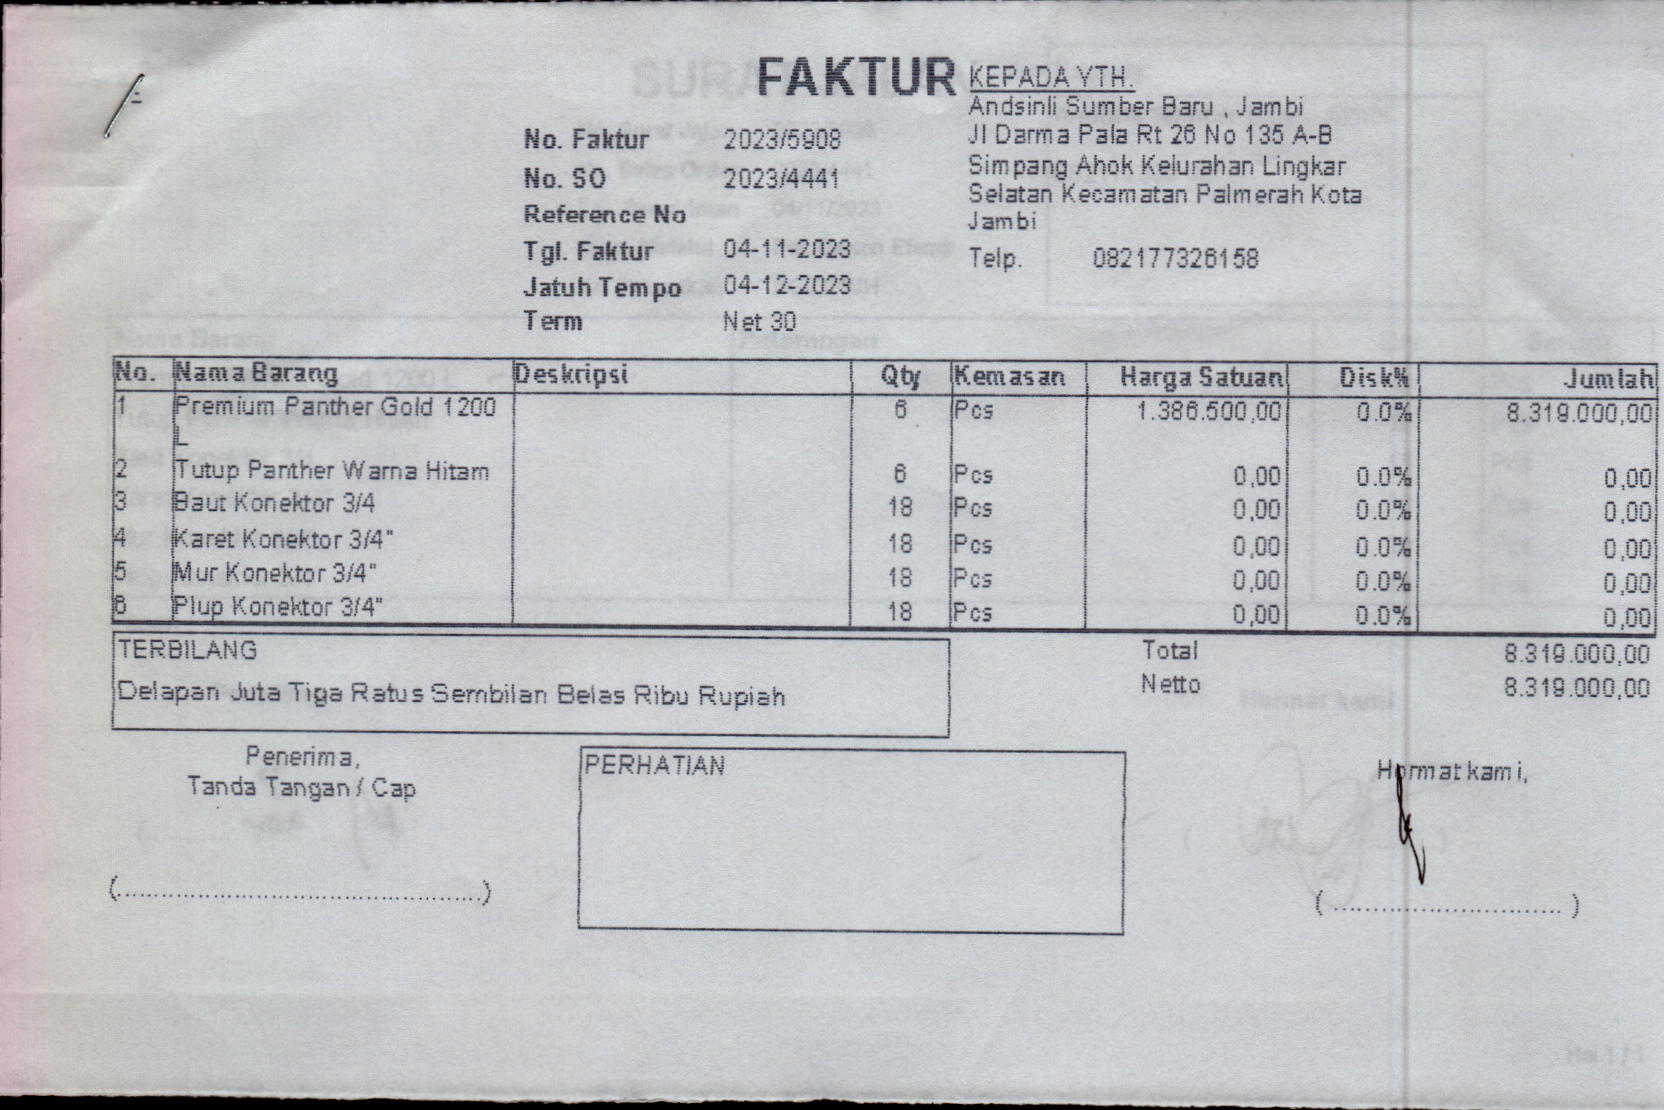 FAKTUR
KEPADA YTH.
Andsinli Sumber Baru , Jambi
Jl Darma Pala Rt 26 No 135 A-B
Simpang Ahok Kelurahan Lingkar
Selatan Kecamatan Palmerah Kota
Jambi
Telp. 082177326158
No. Faktur 2023/5908
No. SO 2023/4441
Reference No
Tgl. Faktur 04-11-2023
Jatuh Tempo 04-12-2023
Term Net 30
No. Nama Barang Deskripsi Qty Kemasan Harga Satuan Disk% Jumlah
1 Premium Panther Gold 1200 6 Pcs 1.386.500,00 0.0% 8.319.000,00
L
2 Tutup Panther Warna Hitam 6 Pcs 0,00 0.0% 0,00
3 Baut Konektor 3/4 18 Pcs 0,00 0.0% 0,00
4 Karet Konektor 3/4" 18 Pcs 0,00 0.0% 0,00
5 Mur Konektor 3/4" 18 Pcs 0,00 0.0% 0,00
6 Plup Konektor 3/4" 18 Pcs 0,00 0.0% 0,00
TERBILANG
Delapan Juta Tiga Ratus Sembilan Belas Ribu Rupiah
Total 8.319.000,00
Netto 8.319.000,00
Penerima,
Tanda Tangan / Cap
PERHATIAN
Hormat kami,
(................................................)
( ............................. )